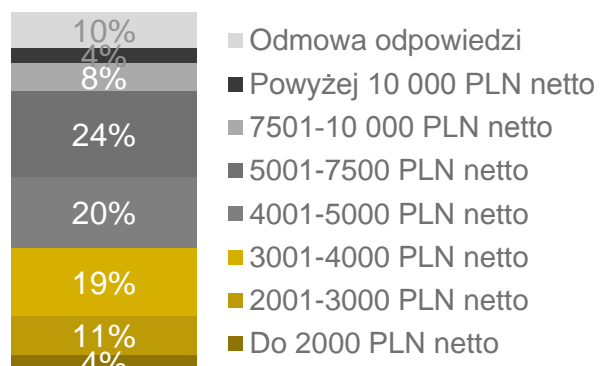 10%
4%
8%
24%
20%
19%
11%
4%
Odmowa odpowiedzi
Powyżej 10 000 PLN netto
7501-10 000 PLN netto
5001-7500 PLN netto
4001-5000 PLN netto
3001-4000 PLN netto
2001-3000 PLN netto
Do 2000 PLN netto